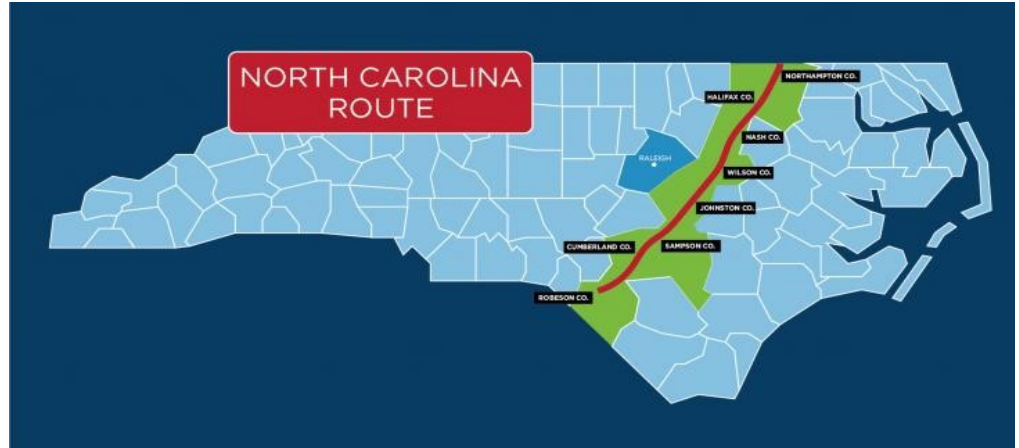 NORTH CAROLINA
ROUTE
NORTHAMPTON CO.
HALIFAX CO.
NASH CO.
RALEIGH
WILSON CO.
JOHNSTON CO.
CUMBERLAND CO.
SAMPSON CO.
ROBESON CO.